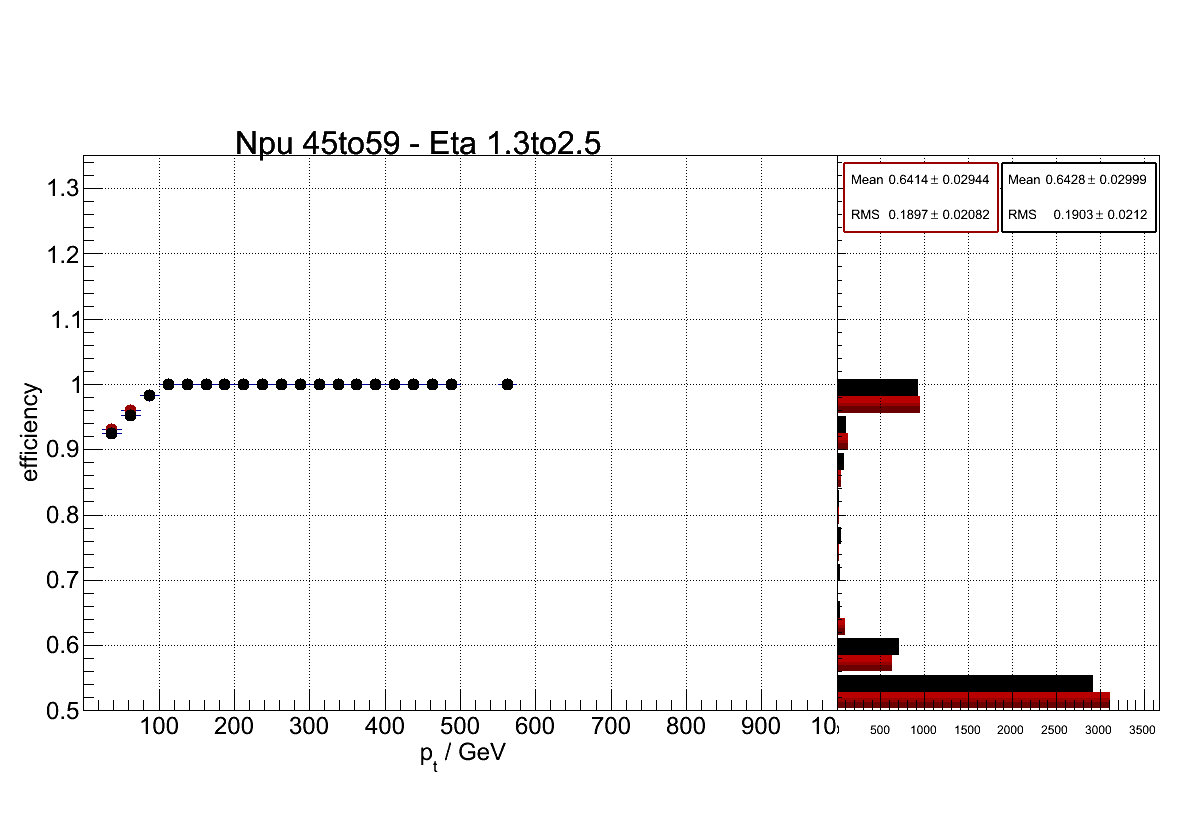 Npu 45to59 - Eta 1.3to2.5
Mean 0.6414 ± 0.02944
RMS 0.1897 ± 0.02082
Mean 0.6428 ± 0.02999
RMS 0.1903 ± 0.0212
1.3
1.2
1.1
1
0.9
0.8
0.7
0.6
0.5
efficiency
100 200 300 400 500 600 700 800 900 10
500 1000 1500 2000 2500 3000 3500
pt / GeV